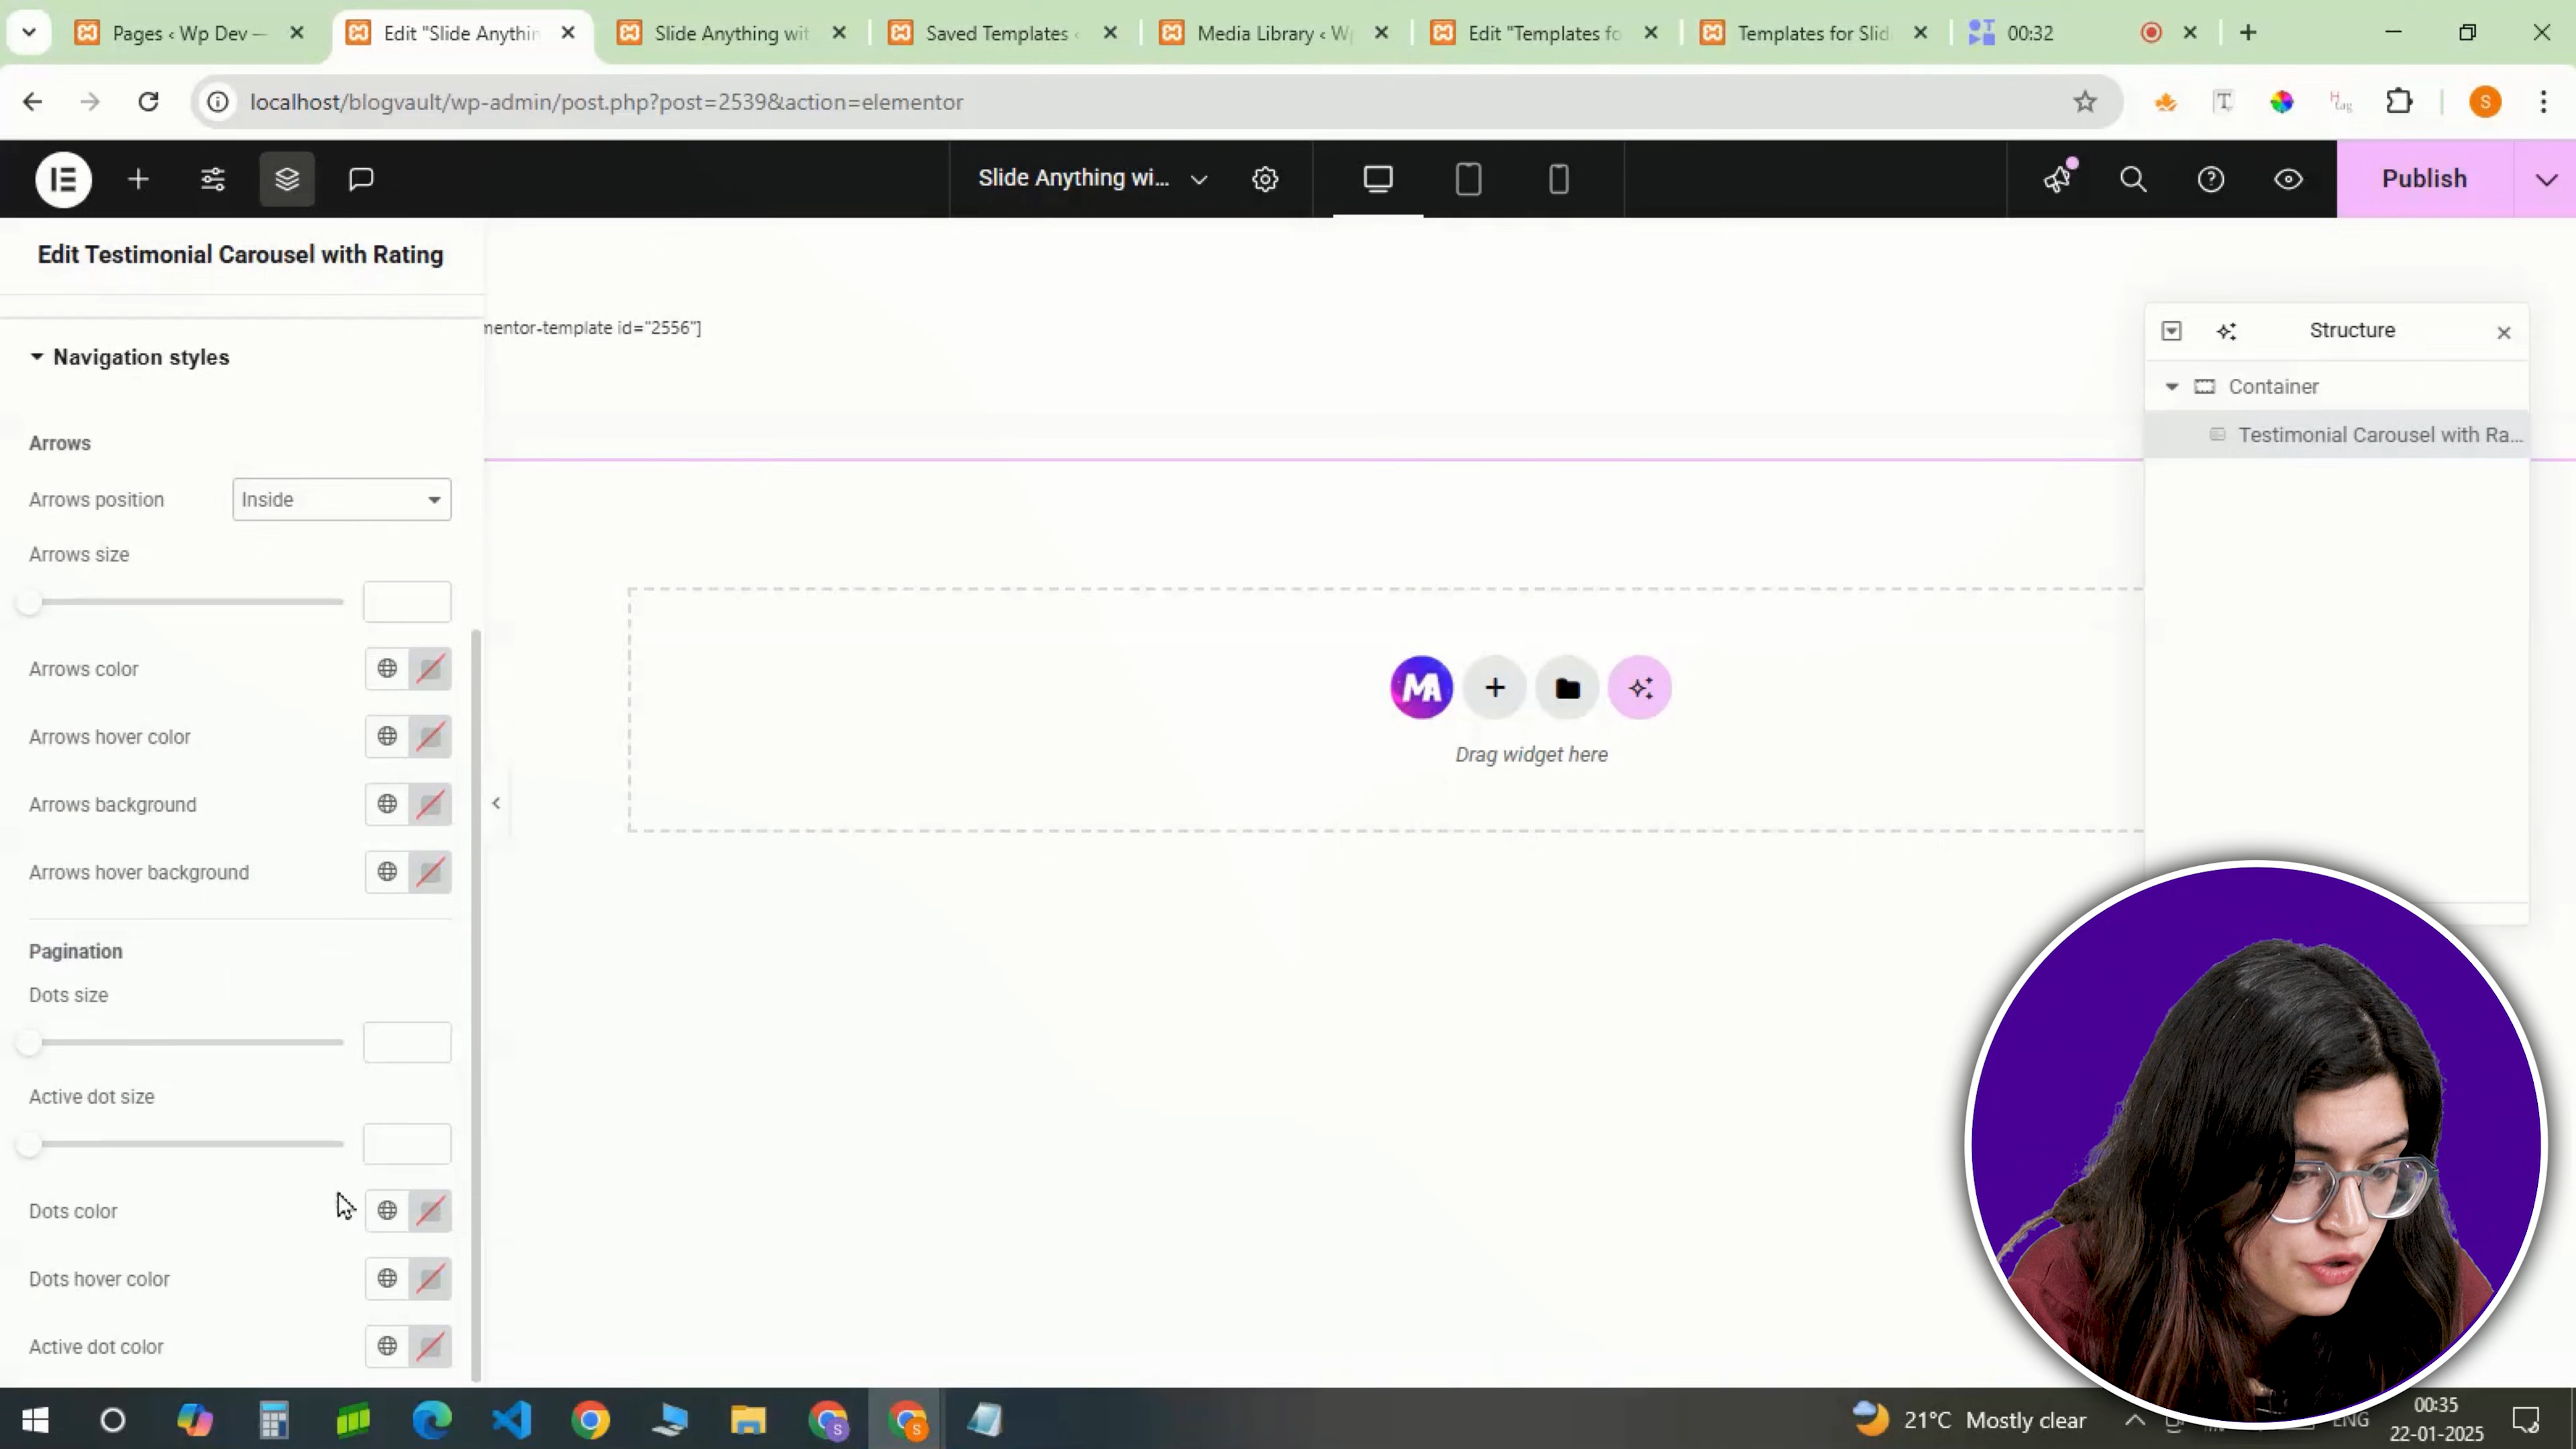 Pages ‹ Wp Dev —
Edit "Slide Anythin
Slide Anything wit
Saved Templates ‹
Media Library ‹ W
Edit "Templates fo
Templates for Slid
00:32
localhost/blogvault/wp-admin/post.php?post=2539&action=elementor
T
H
tag
S
Slide Anything wi...
Publish
Edit Testimonial Carousel with Rating
Navigation styles
mentor-template id="2556"]
Structure
Container
Testimonial Carousel with Ra...
Arrows
Arrows position
Inside
Arrows size
Arrows color
Arrows hover color
Arrows background
Arrows hover background
MA
Drag widget here
Pagination
Dots size
Active dot size
Dots color
Dots hover color
Active dot color
S
S
21°C Mostly clear
ENG
00:35
22-01-2025